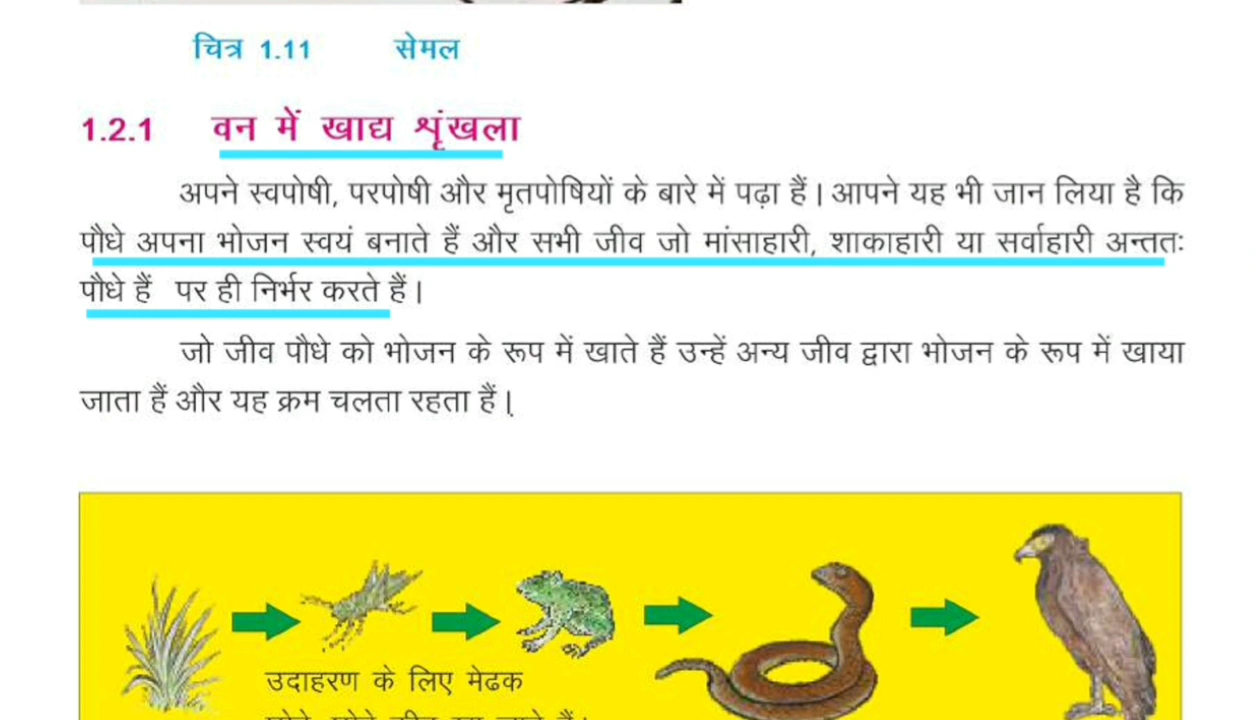 चित्र 1.11 सेमल
1.2.1 वन में खाद्य शृंखला
अपने स्वपोषी, परपोषी और मृतपोषियों के बारे में पढ़ा हैं। आपने यह भी जान लिया है कि
पौधे अपना भोजन स्वयं बनाते हैं और सभी जीव जो मांसाहारी, शाकाहारी या सर्वाहारी अन्ततः
पौधे हैं पर ही निर्भर करते हैं।
जो जीव पौधे को भोजन के रूप में खाते हैं उन्हें अन्य जीव द्वारा भोजन के रूप में खाया
जाता हैं और यह क्रम चलता रहता हैं।
उदाहरण के लिए मेढक